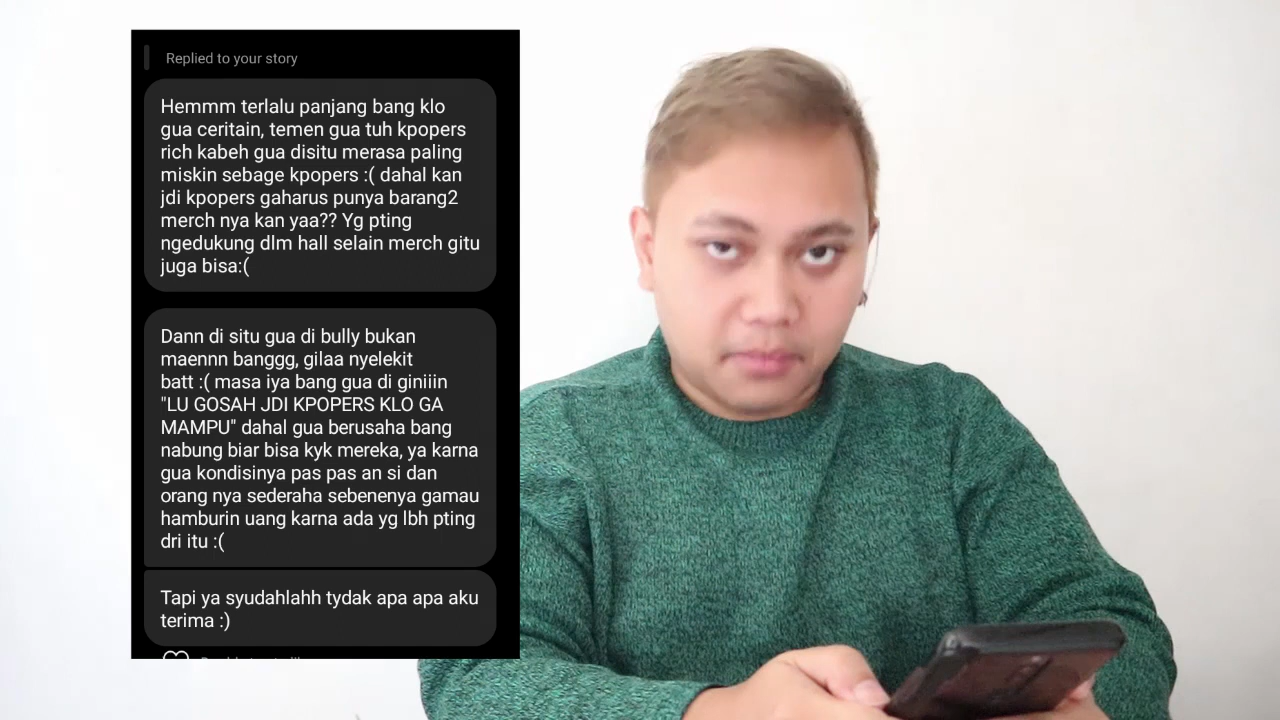 Replied to your story
Hemmm terlalu panjang bang klo
gua ceritain, temen gua tuh kpopers
rich kabeh gua disitu merasa paling
miskin sebage kpopers :( dahal kan
jdi kpopers gaharus punya barang2
merch nya kan yaa?? Yg pting
ngedukung dlm hall selain merch gitu
juga bisa:(
Dann di situ gua di bully bukan
maennn banggg, gilaa nyelekit
batt :( masa iya bang gua di giniiin
"LU GOSAH JDI KPOPERS KLO GA
MAMPU" dahal gua berusaha bang
nabung biar bisa kyk mereka, ya karna
gua kondisinya pas pas an si dan
orang nya sederaha sebenenya gamau
hamburin uang karna ada yg lbh pting
dri itu :(
Tapi ya syudahlahh tydak apa apa aku
terima :)